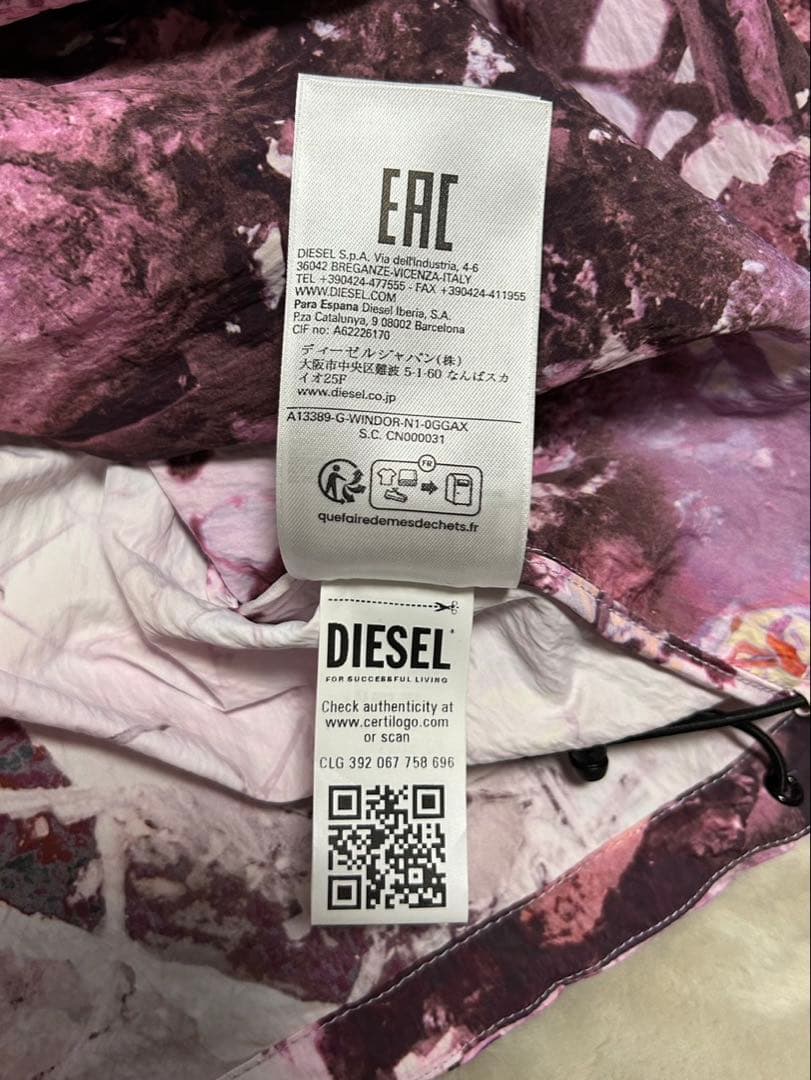 EAC
DIESEL S.p.A. Via dell'Industria, 4-6
36042 BREGANZE-VICENZA-ITALY
TEL +390424-477555 - FAX +390424-411955
WWW.DIESEL.COM
Para Espana Diesel Iberia, S.A.
P.za Catalunya, 9 08002 Barcelona
CIF no: A62226170
ディーゼルジャパン(株)
大阪市中央区難波 5-1-60 なんばスカ
イオ25F
www.diesel.co.jp
A13389-G-WINDOR-N1-0GGAX
S.C. CN000031
FR
quefairedemesdechets.fr
DIESEL
FOR SUCCESSFUL LIVING
Check authenticity at
www.certilogo.com
or scan
CLG 392 067 758 696